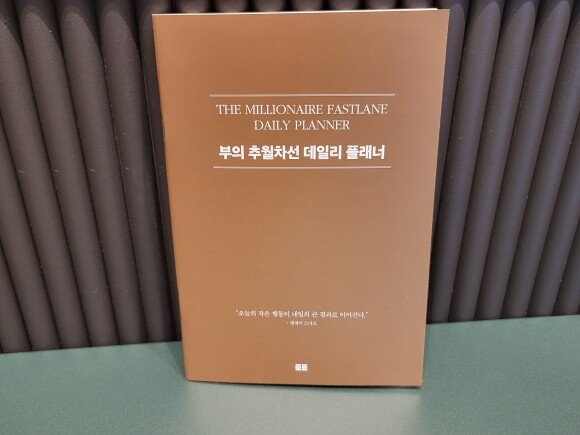 THE MILLIONAIRE FASTLANE
DAILY PLANNER
부의 추월차선 데일리 플래너
"오늘의 작은 행동이 내일의 큰 결과로 이어진다."
- 엠제이 드마코
토트